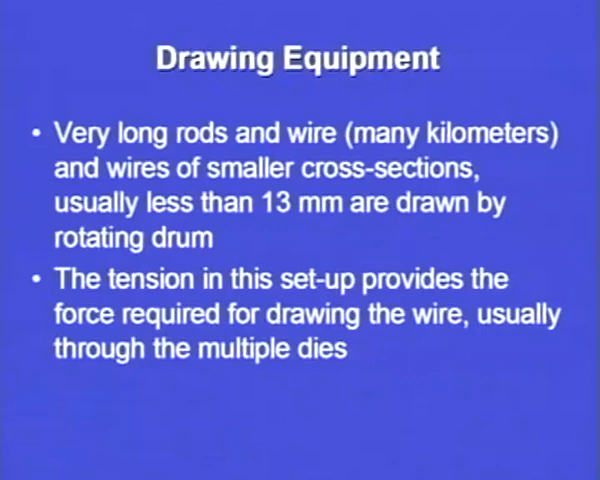 Drawing Equipment
• Very long rods and wire (many kilometers)
and wires of smaller cross-sections,
usually less than 13 mm are drawn by
rotating drum
• The tension in this set-up provides the
force required for drawing the wire, usually
through the multiple dies